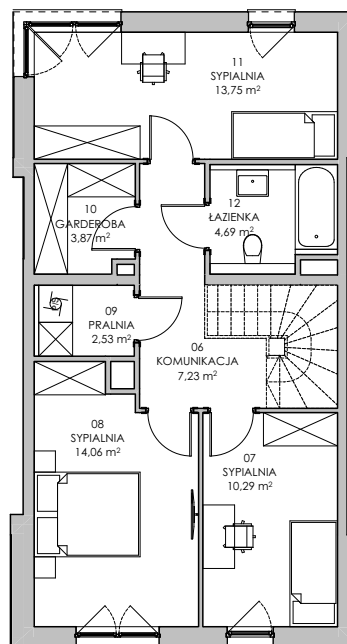 11
SYPIALNIA
13,75 m²
10
GARDEROBA
3,87 m²
12
ŁAZIENKA
4,69 m²
09
PRALNIA
2,53 m²
06
KOMUNIKACJA
7,23 m²
08
SYPIALNIA
14,06 m²
07
SYPIALNIA
10,29 m²